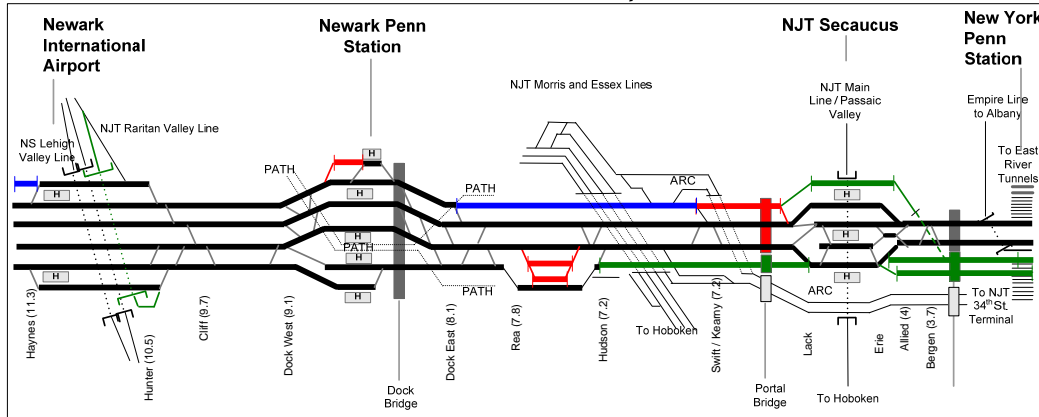 Newark
International
Airport
Newark Penn
Station
NJT Secaucus
New York
Penn
Station
NJT Raritan Valley Line
NS Lehigh
Valley Line
NJT Morris and Essex Lines
NJT Main
Line / Passaic
Valley
Empire Line
to Albany
To East
River
Tunnels
PATH
PATH
PATH
PATH
ARC
ARC
H
H
H
H
H
H
H
H
H
H
To NJT
34th St.
Terminal
To Hoboken
To Hoboken
Haynes (11.3)
Hunter (10.5)
Cliff (9.7)
Dock West (9.1)
Dock
Bridge
Dock East (8.1)
Rea (7.8)
Hudson (7.2)
Swift / Kearny (7.2)
Portal
Bridge
Lack
Erie
Allied (4)
Bergen (3.7)